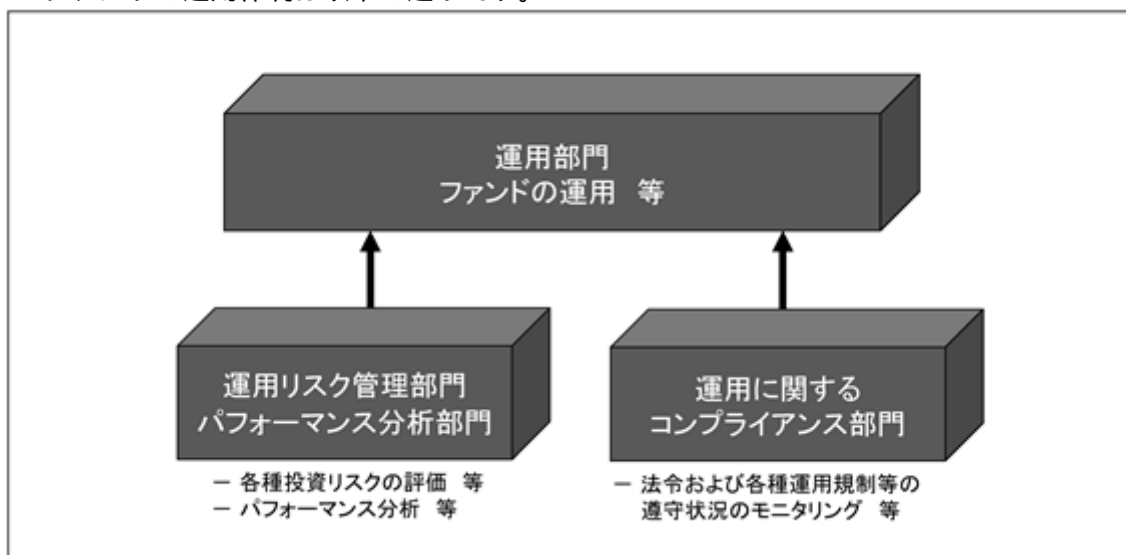 運用部門
ファンドの運用　等
運用リスク管理部門
パフォーマンス分析部門
運用に関する
コンプライアンス部門
－ 各種投資リスクの評価　等
－ パフォーマンス分析　等
－ 法令および各種運用規制等の
遵守状況のモニタリング　等